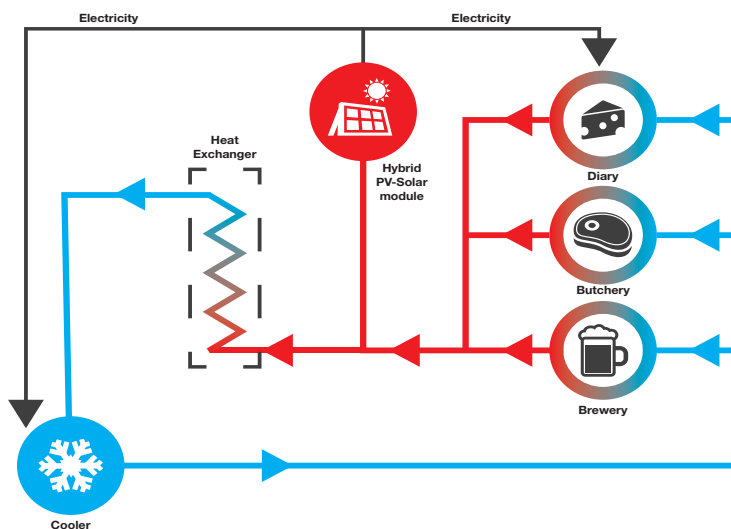 Electricity
Electricity
Heat
Exchanger
Hybrid
PV-Solar
module
Diary
Butchery
Brewery
Cooler